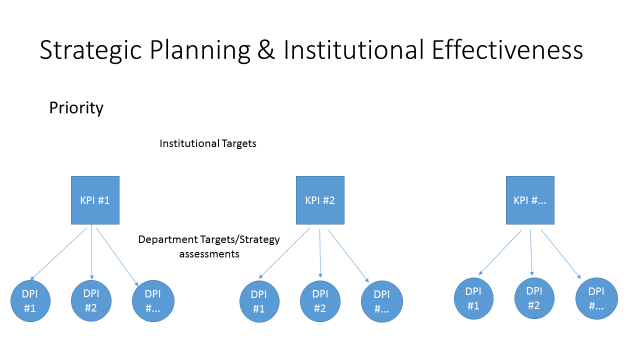 Strategic Planning & Institutional Effectiveness
Priority
Institutional Targets
KPI #1
KPI #2
KPI #...
Department Targets/Strategy
assessments
DPI
#1
DPI
#2
DPI
#...
DPI
#1
DPI
#2
DPI
#...
DPI
#1
DPI
#2
DPI
#...